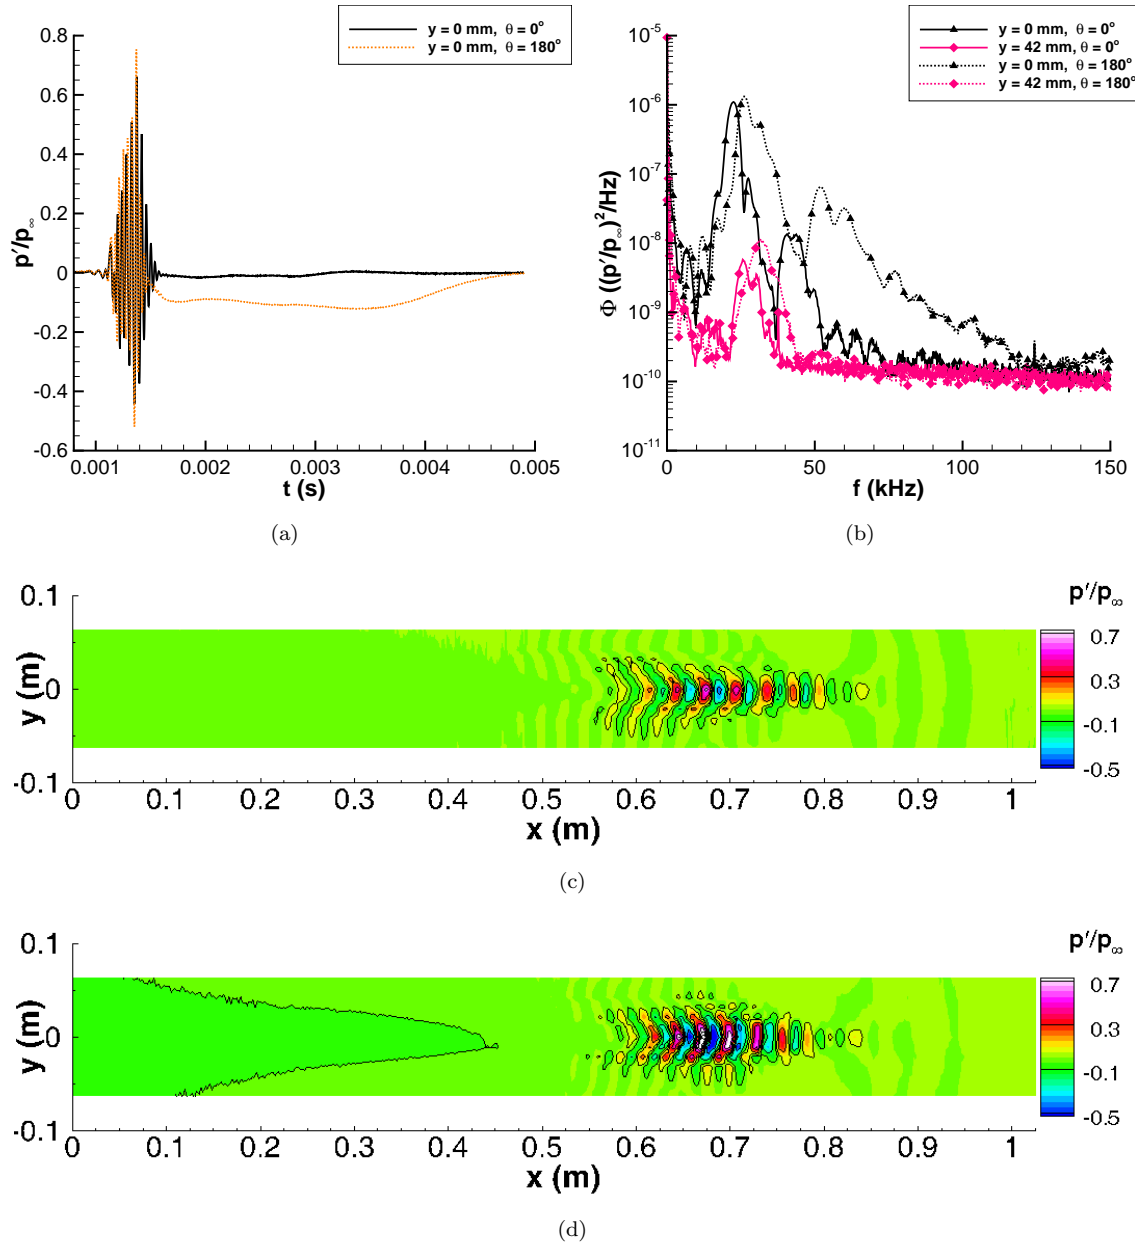 y = 0 mm, θ = 0°
y = 0 mm, θ = 180°
0.8
0.6
0.4
0.2
0
-0.2
-0.4
-0.6
p′/p∞
0.001 0.002 0.003 0.004 0.005
t (s)
(a)
y = 0 mm, θ = 0°
y = 42 mm, θ = 0°
y = 0 mm, θ = 180°
y = 42 mm, θ = 180°
10⁻⁵
10⁻⁶
10⁻⁷
10⁻⁸
10⁻⁹
10⁻¹⁰
10⁻¹¹
Φ ((p′/p∞)²/Hz)
0 50 100 150
f (kHz)
(b)
0.1
0
-0.1
y (m)
0 0.1 0.2 0.3 0.4 0.5 0.6 0.7 0.8 0.9 1
x (m)
p′/p∞
0.7
0.3
-0.1
-0.5
(c)
0.1
0
-0.1
y (m)
0 0.1 0.2 0.3 0.4 0.5 0.6 0.7 0.8 0.9 1
x (m)
p′/p∞
0.7
0.3
-0.1
-0.5
(d)